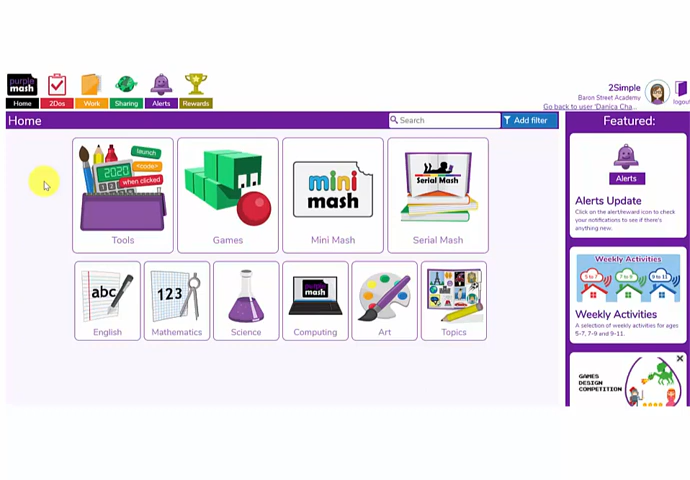 purple
mash
Home
2Dos
Work
Sharing
Alerts
Rewards
2Simple
Baron Street Academy
Go back to user 'Danica Cha...
logout
Home
Search
Add filter
Featured:
launch
<code>
when clicked
2020
Tools
Games
mini
mash
Mini Mash
Serial Mash
Serial Mash
abc
English
123
Mathematics
Science
purple
mash
Computing
Art
Topics
Alerts
Alerts Update
Click on the alert/reward icon to check
your notifications to see if there's
anything new.
Weekly Activities
5 to 7
7 to 9
9 to 11
Weekly Activities
A selection of weekly activities for ages
5-7, 7-9 and 9-11.
GAMES
DESIGN
COMPETITION